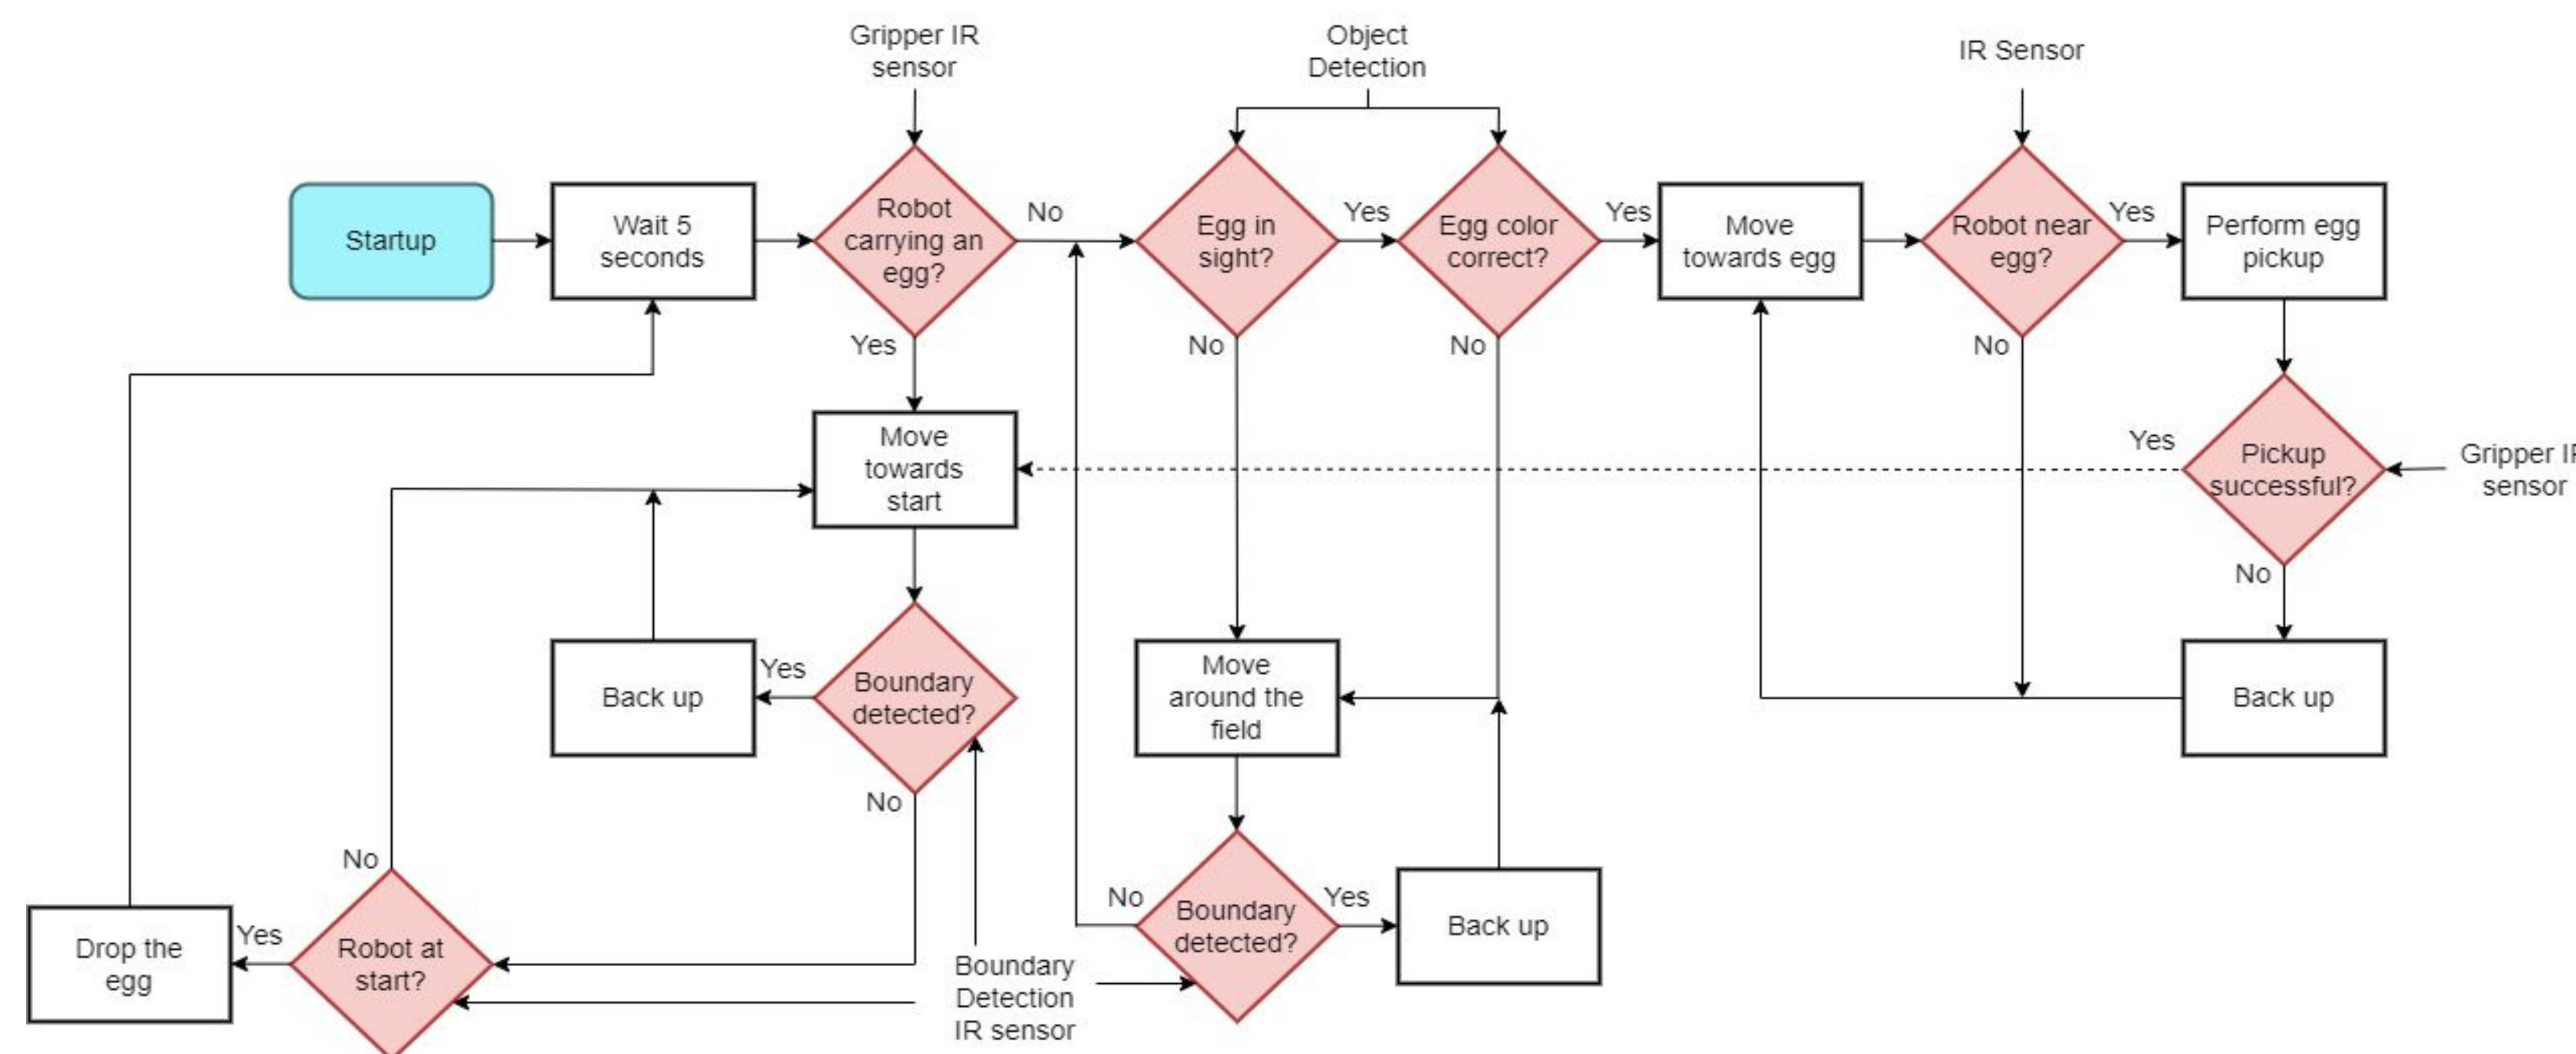 Gripper IR
sensor
Object
Detection
IR Sensor
Startup
Wait 5
seconds
Robot
carrying an
egg?
No
Egg in
sight?
Yes
Egg color
correct?
Yes
Move
towards egg
Robot near
egg?
Yes
Perform egg
pickup
Yes
No
No
No
Move
towards
start
Yes
Pickup
successful?
Gripper IR
sensor
No
Back up
Yes
Boundary
detected?
Move
around the
field
Back up
No
No
Drop the
egg
Yes
Robot at
start?
Boundary
Detection
IR sensor
No
Boundary
detected?
Yes
Back up